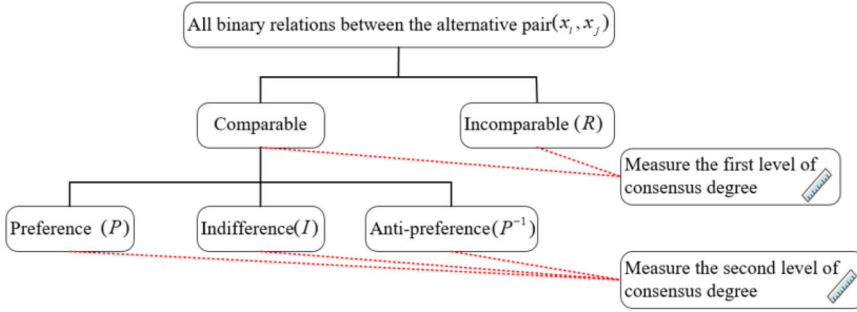 All binary relations between the alternative pair(x_i, x_j)
Comparable
Incomparable (R)
Measure the first level of
consensus degree
Preference (P)
Indifference(I)
Anti-preference(P⁻¹)
Measure the second level of
consensus degree